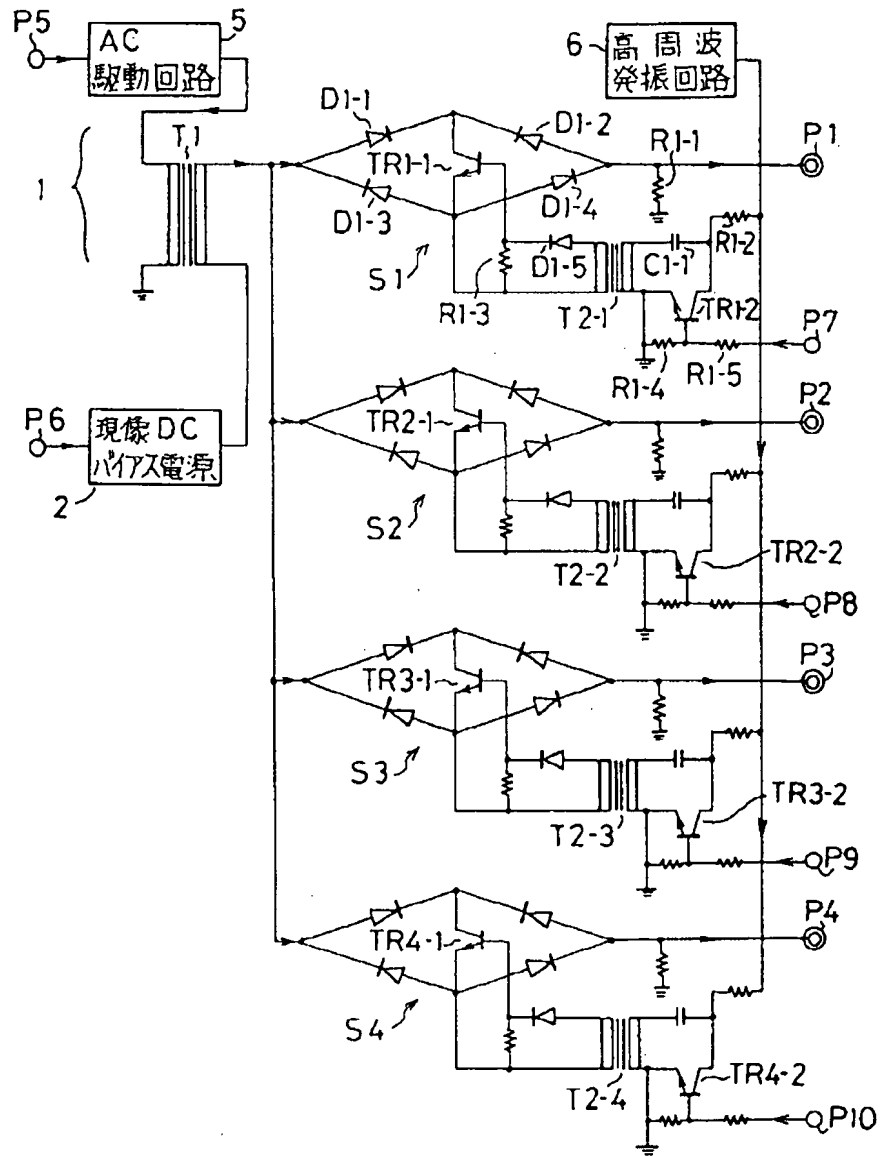 P5
AC
駆動回路
5
6
高周波
発振回路
D1-1
D1-2
P1
T1
R1-1
1
TR1-1
D1-3
D1-4
R1-2
S1
D1-5
C1-1
R1-3
T2-1
TR1-2
P7
R1-4
R1-5
P2
P6
現像DC
バイアス電源
2
TR2-1
S2
T2-2
TR2-2
P8
P3
TR3-1
S3
T2-3
TR3-2
P9
P4
TR4-1
S4
T2-4
TR4-2
P10